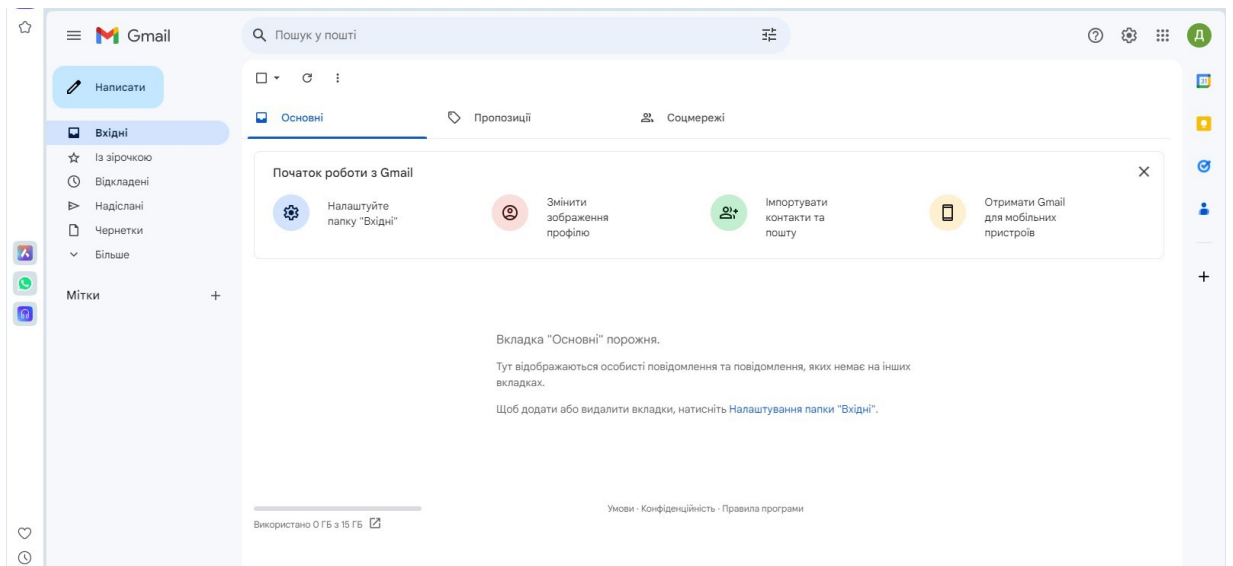 Gmail
Пошук у пошті
Д
Написати
Вхідні
Із зірочкою
Відкладені
Надіслані
Чернетки
Більше
Мітки
Основні
Пропозиції
Соцмережі
31
Початок роботи з Gmail
Налаштуйте
папку "Вхідні"
Змінити
зображення
профілю
Імпортувати
контакти та
пошту
Отримати Gmail
для мобільних
пристроїв
Вкладка "Основні" порожня.
Тут відображаються особисті повідомлення та повідомлення, яких немає на інших
вкладках.
Щоб додати або видалити вкладки, натисніть Налаштування папки "Вхідні".
Використано 0 ГБ з 15 ГБ
Умови · Конфіденційність · Правила програми